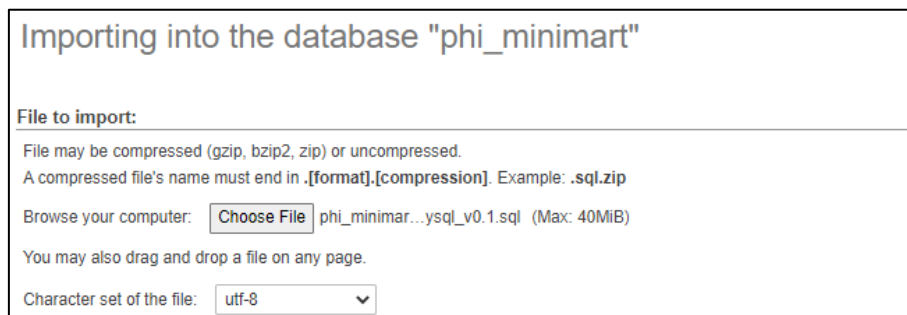 Importing into the database "phi_minimart"
File to import:
File may be compressed (gzip, bzip2, zip) or uncompressed.
A compressed file's name must end in .[format].[compression]. Example: .sql.zip
Browse your computer: Choose File phi_minimar…ysql_v0.1.sql (Max: 40MiB)
You may also drag and drop a file on any page.
Character set of the file: utf-8